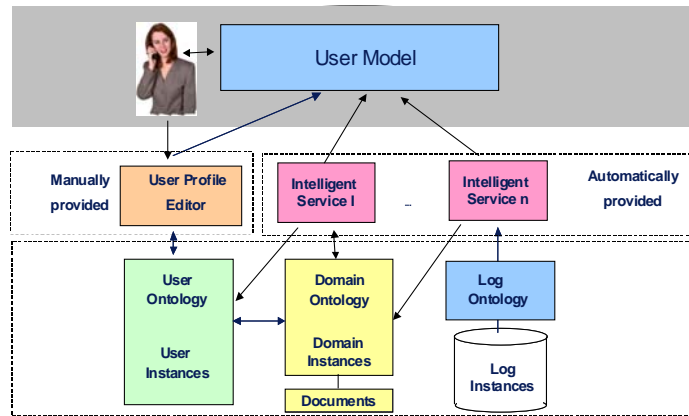 User Model
Manually
provided
User Profile
Editor
Intelligent
Service I
...
Intelligent
Service n
Automatically
provided
User
Ontology
User
Instances
Domain
Ontology
Domain
Instances
Documents
Log
Ontology
Log
Instances